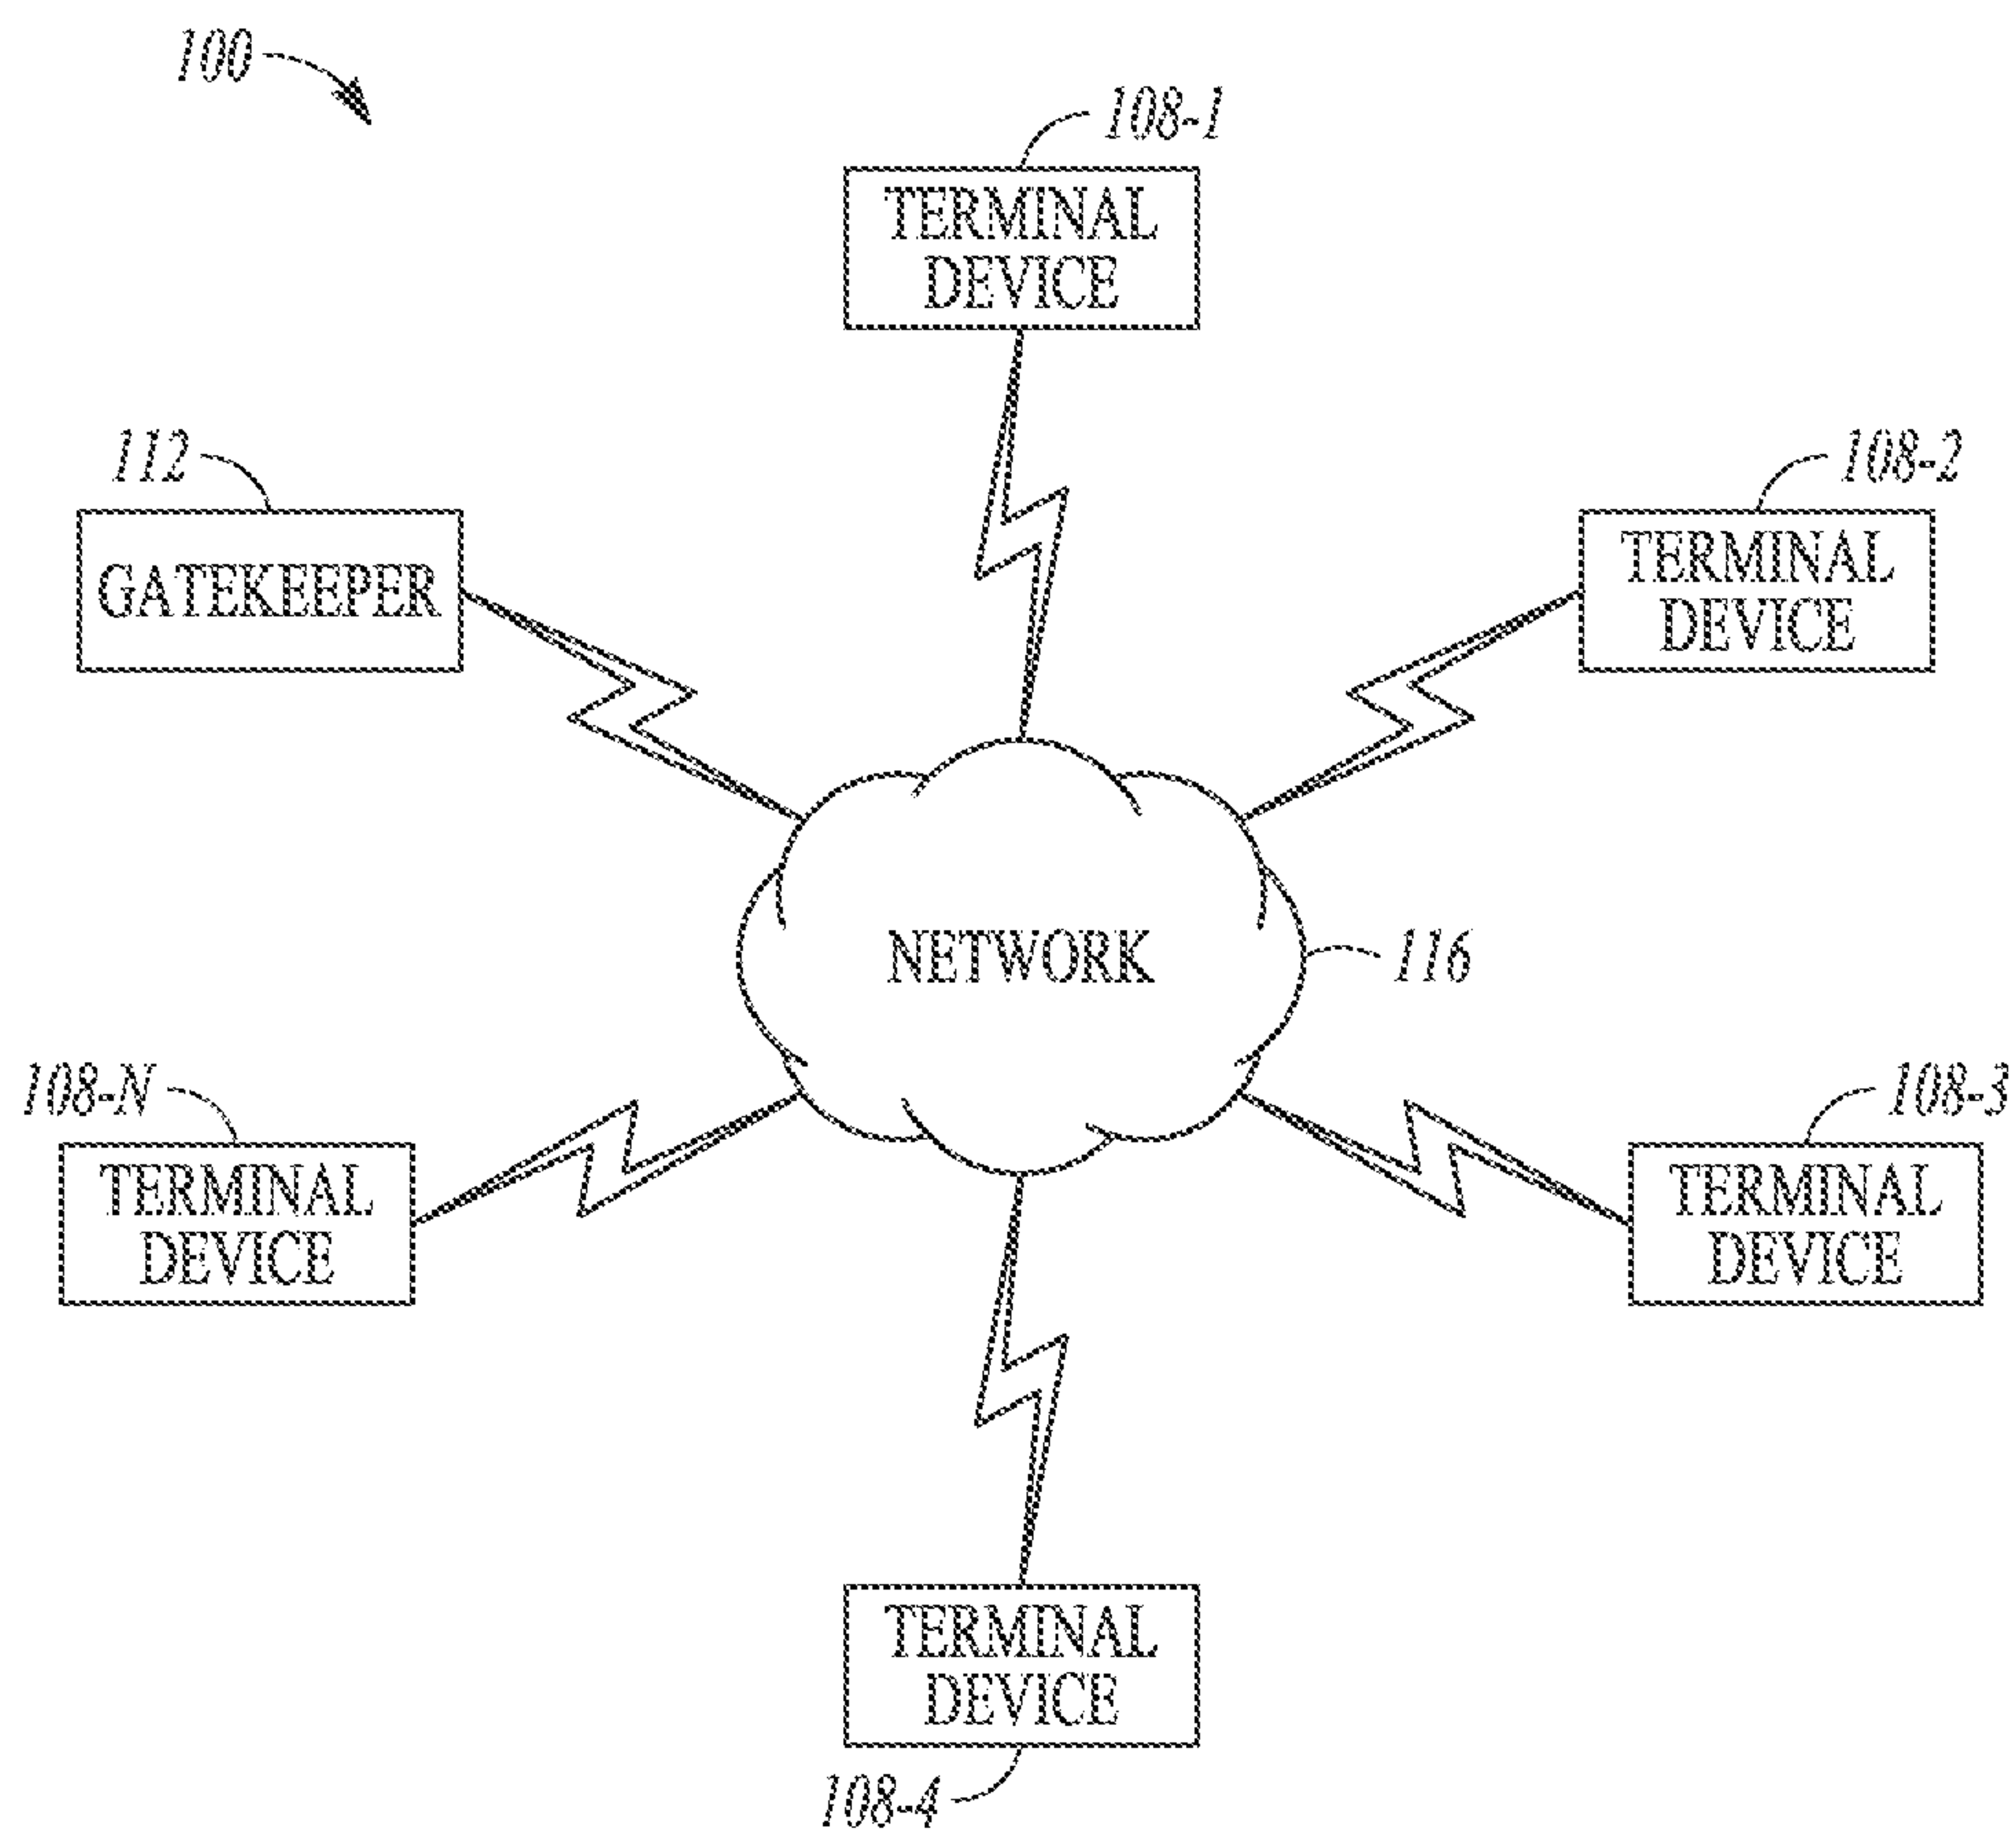 100
108-1
TERMINAL
DEVICE
112
GATEKEEPER
108-2
TERMINAL
DEVICE
NETWORK
116
108-N
TERMINAL
DEVICE
108-3
TERMINAL
DEVICE
TERMINAL
DEVICE
108-4